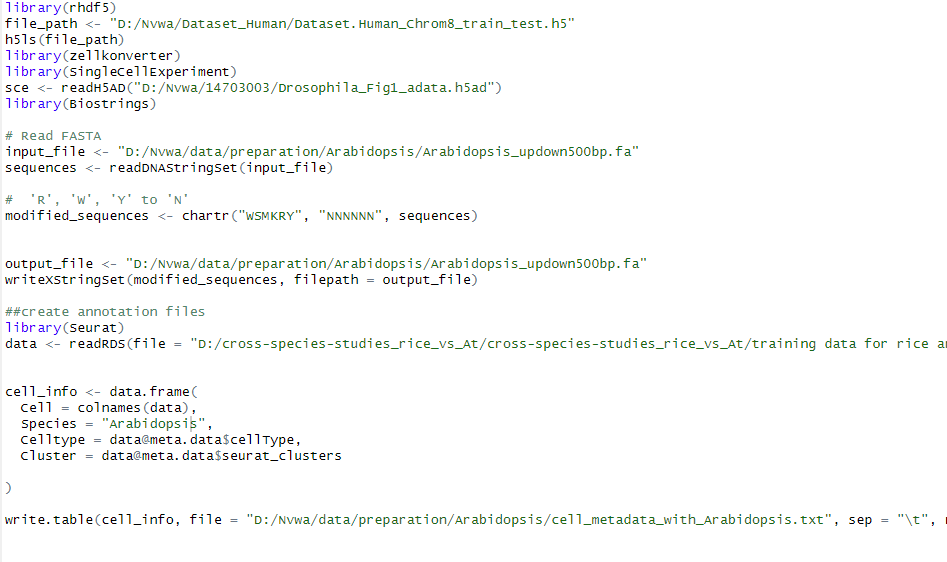 library(rhdf5)
file_path <- "D:/Nvwa/Dataset_Human/Dataset.Human_Chrom8_train_test.h5"
h5ls(file_path)
library(zellkonverter)
library(SingleCellExperiment)
sce <- readH5AD("D:/Nvwa/14703003/Drosophila_Fig1_adata.h5ad")
library(Biostrings)
# Read FASTA
input_file <- "D:/Nvwa/data/preparation/Arabidopsis/Arabidopsis_updown500bp.fa"
sequences <- readDNAStringSet(input_file)
#  'R', 'W', 'Y' to 'N'
modified_sequences <- chartr("WSMKRY", "NNNNNN", sequences)
output_file <- "D:/Nvwa/data/preparation/Arabidopsis/Arabidopsis_updown500bp.fa"
writeXStringSet(modified_sequences, filepath = output_file)
##create annotation files
library(Seurat)
data <- readRDS(file = "D:/cross-species-studies_rice_vs_At/cross-species-studies_rice_vs_At/training data for rice
cell_info <- data.frame(
  Cell = colnames(data),
  Species = "Arabidopsis",
  Celltype = data@meta.data$cellType,
  Cluster = data@meta.data$seurat_clusters
)
write.table(cell_info, file = "D:/Nvwa/data/preparation/Arabidopsis/cell_metadata_with_Arabidopsis.txt", sep = "\t",